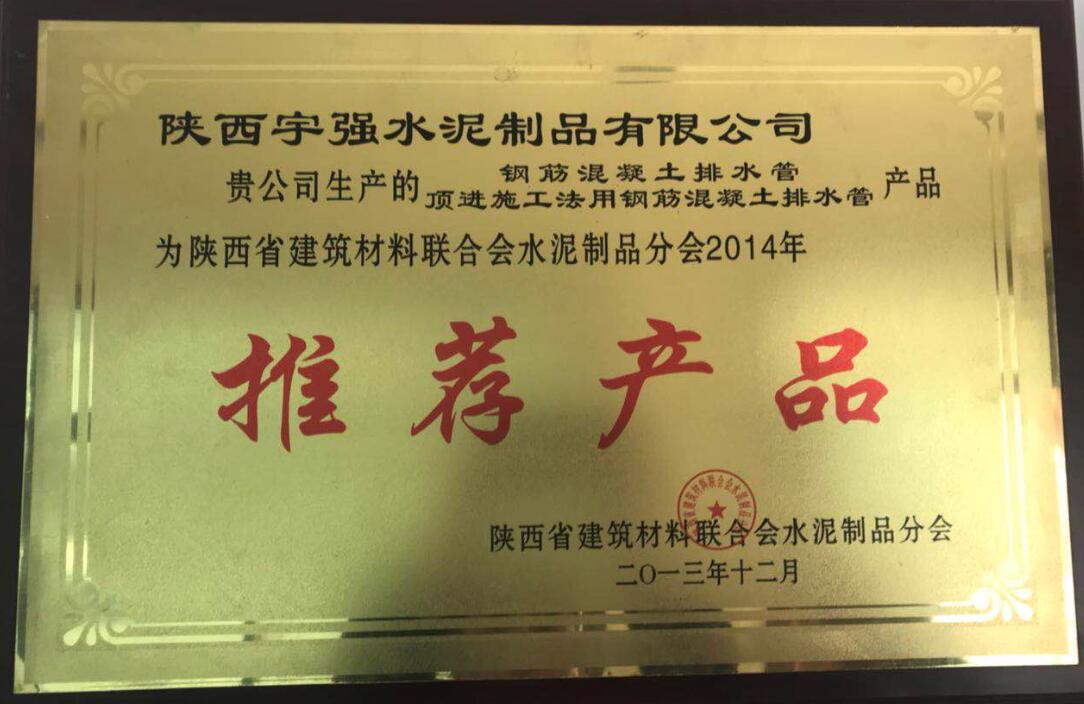 陕西宇强水泥制品有限公司
贵公司生产的 钢筋混凝土排水管 产品
顶进施工法用钢筋混凝土排水管
为陕西省建筑材料联合会水泥制品分会2014年
推荐产品
陕西省建筑材料联合会水泥制品分会
二〇一三年十二月